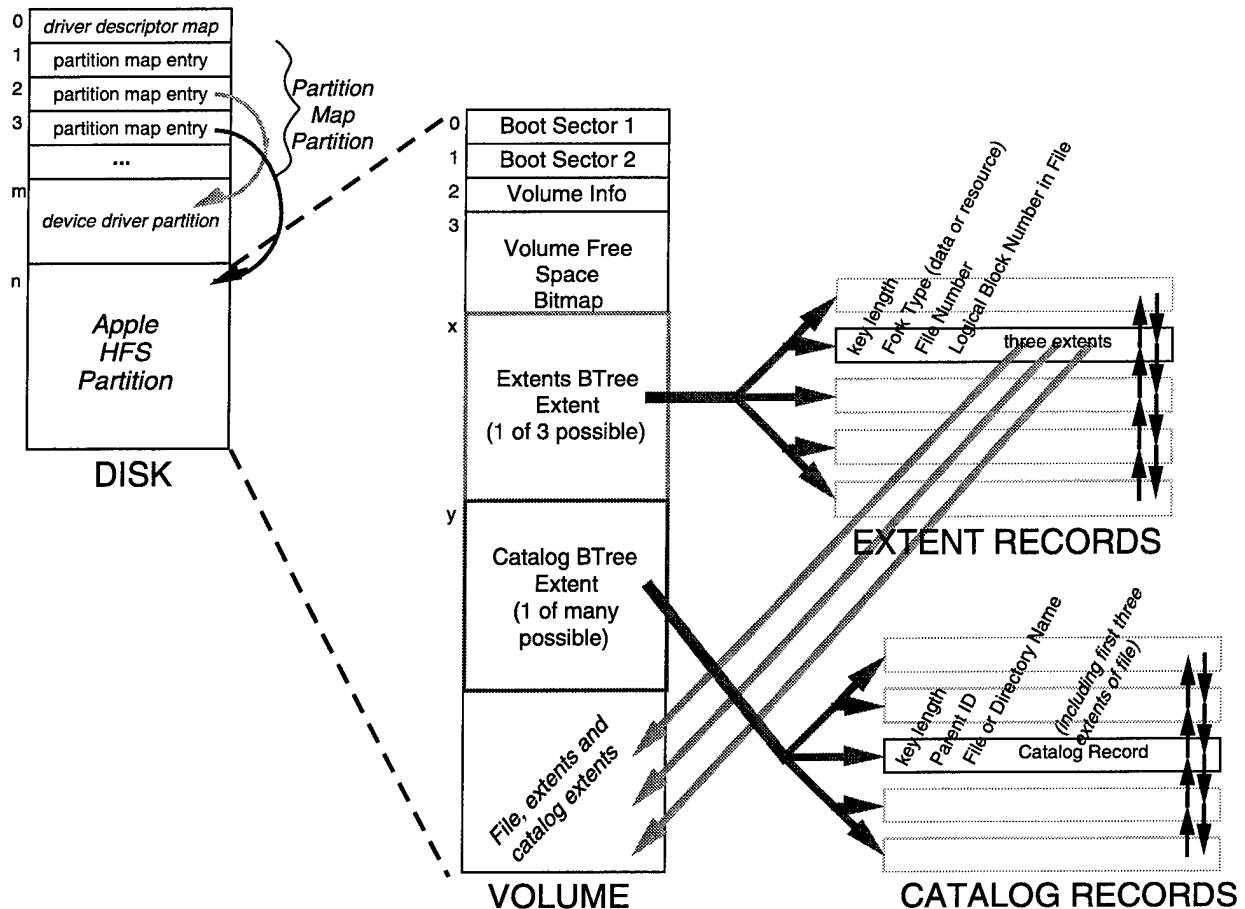 0
driver descriptor map
1
partition map entry
2
partition map entry
3
partition map entry
...
m
device driver partition
n
Apple
HFS
Partition
DISK
Partition
Map
Partition
0
Boot Sector 1
1
Boot Sector 2
2
Volume Info
3
Volume Free
Space
Bitmap
x
Extents BTree
Extent
(1 of 3 possible)
y
Catalog BTree
Extent
(1 of many
possible)
File, extents and
catalog extents
VOLUME
key length
Fork Type (data or resource)
File Number
Logical Block Number in File
three extents
EXTENT RECORDS
key length
Parent ID
File or Directory Name
(including first three
extents of file)
Catalog Record
CATALOG RECORDS